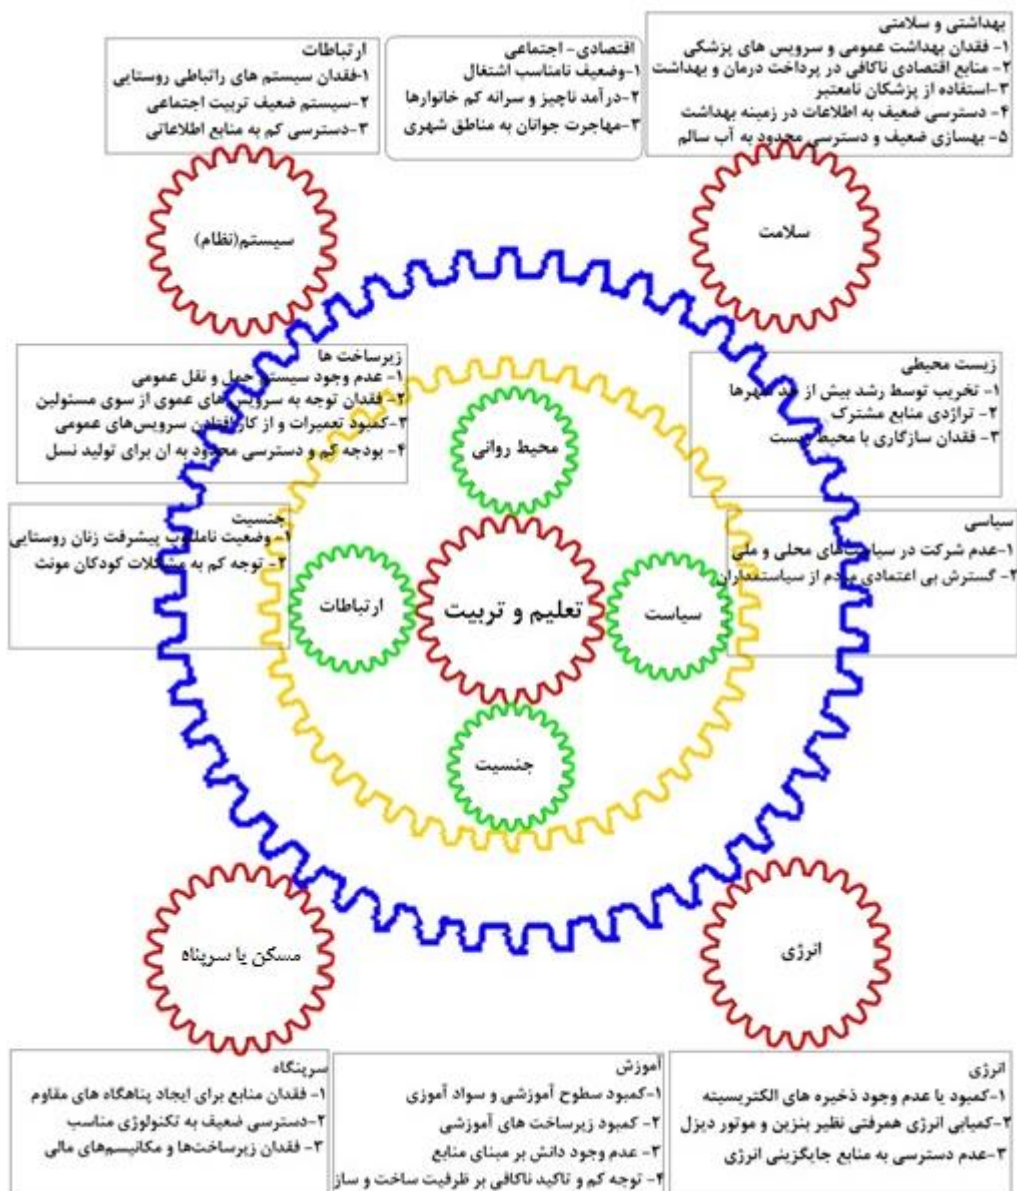 بهداشتی و سلامتی
۱- فقدان بهداشت عمومی و سرویس های پزشکی
۲- منابع اقتصادی ناکافی در پرداخت درمان و بهداشت
۳-استفاده از پزشکان نامعتبر
۴- دسترسی ضعیف به اطلاعات در زمینه بهداشت
۵- بهسازی ضعیف و دسترسی محدود به آب سالم
اقتصادی- اجتماعی
۱-وضعیف نامناسب اشتغال
۲-درآمد ناچیز و سرانه کم خانوارها
۳-مهاجرت جوانان به مناطق شهری
ارتباطات
۱-فقدان سیستم های راتباطی روستایی
۲-سیستم ضعیف تربیت اجتماعی
۳-دسترسی کم به منابع اطلاعاتی
سلامت
سیستم(نظام)
زیست محیطی
۱- تخریب توسط رشد بیش از حد شهرها
۲- تراژدی منابع مشترک
۳- فقدان سازگاری با محیط زیست
زیرساخت ها
۱- عدم وجود سیستم حمل و نقل عمومی
۲- فقدان توجه به سرویس های عموی از سوی مسئولین
۳-کمبود تعمیرات و از کار افتادن سرویس‌های عمومی
۴- بودجه کم و دسترسی محدود به ان برای تولید نسل
محیط روانی
سیاسی
۱-عدم شرکت در سیاست‌های محلی و ملی
۲- گسترش بی اعتمادی مردم از سیاستمداران
جنسیت
۱- وضعیت نامطلوب پیشرفت زنان روستایی
۲- توجه کم به مشکلات کودکان مونث
سیاست
تعلیم و تربیت
ارتباطات
جنسیت
انرژی
مسکن یا سرپناه
انرژی
۱-کمبود یا عدم وجود ذخیره های الکتریسیته
۲-کمیابی انرژی همرفتی نظیر بنزین و موتور دیزل
۳-عدم دسترسی به منابع جایگزینی انرژی
آموزش
۱-کمبود سطوح آموزشی و سواد آموزی
۲- کمبود زیرساخت های آموزشی
۳- عدم وجود دانش بر مبنای منابع
۴- توجه کم و تاکید ناکافی بر ظرفیت ساخت و ساز
سرپنگاه
۱- فقدان منابع برای ایجاد پناهگاه های مقاوم
۲-دسترسی ضعیف به تکنولوژی مناسب
۳- فقدان زیرساخت‌ها و مکانیسم‌های مالی